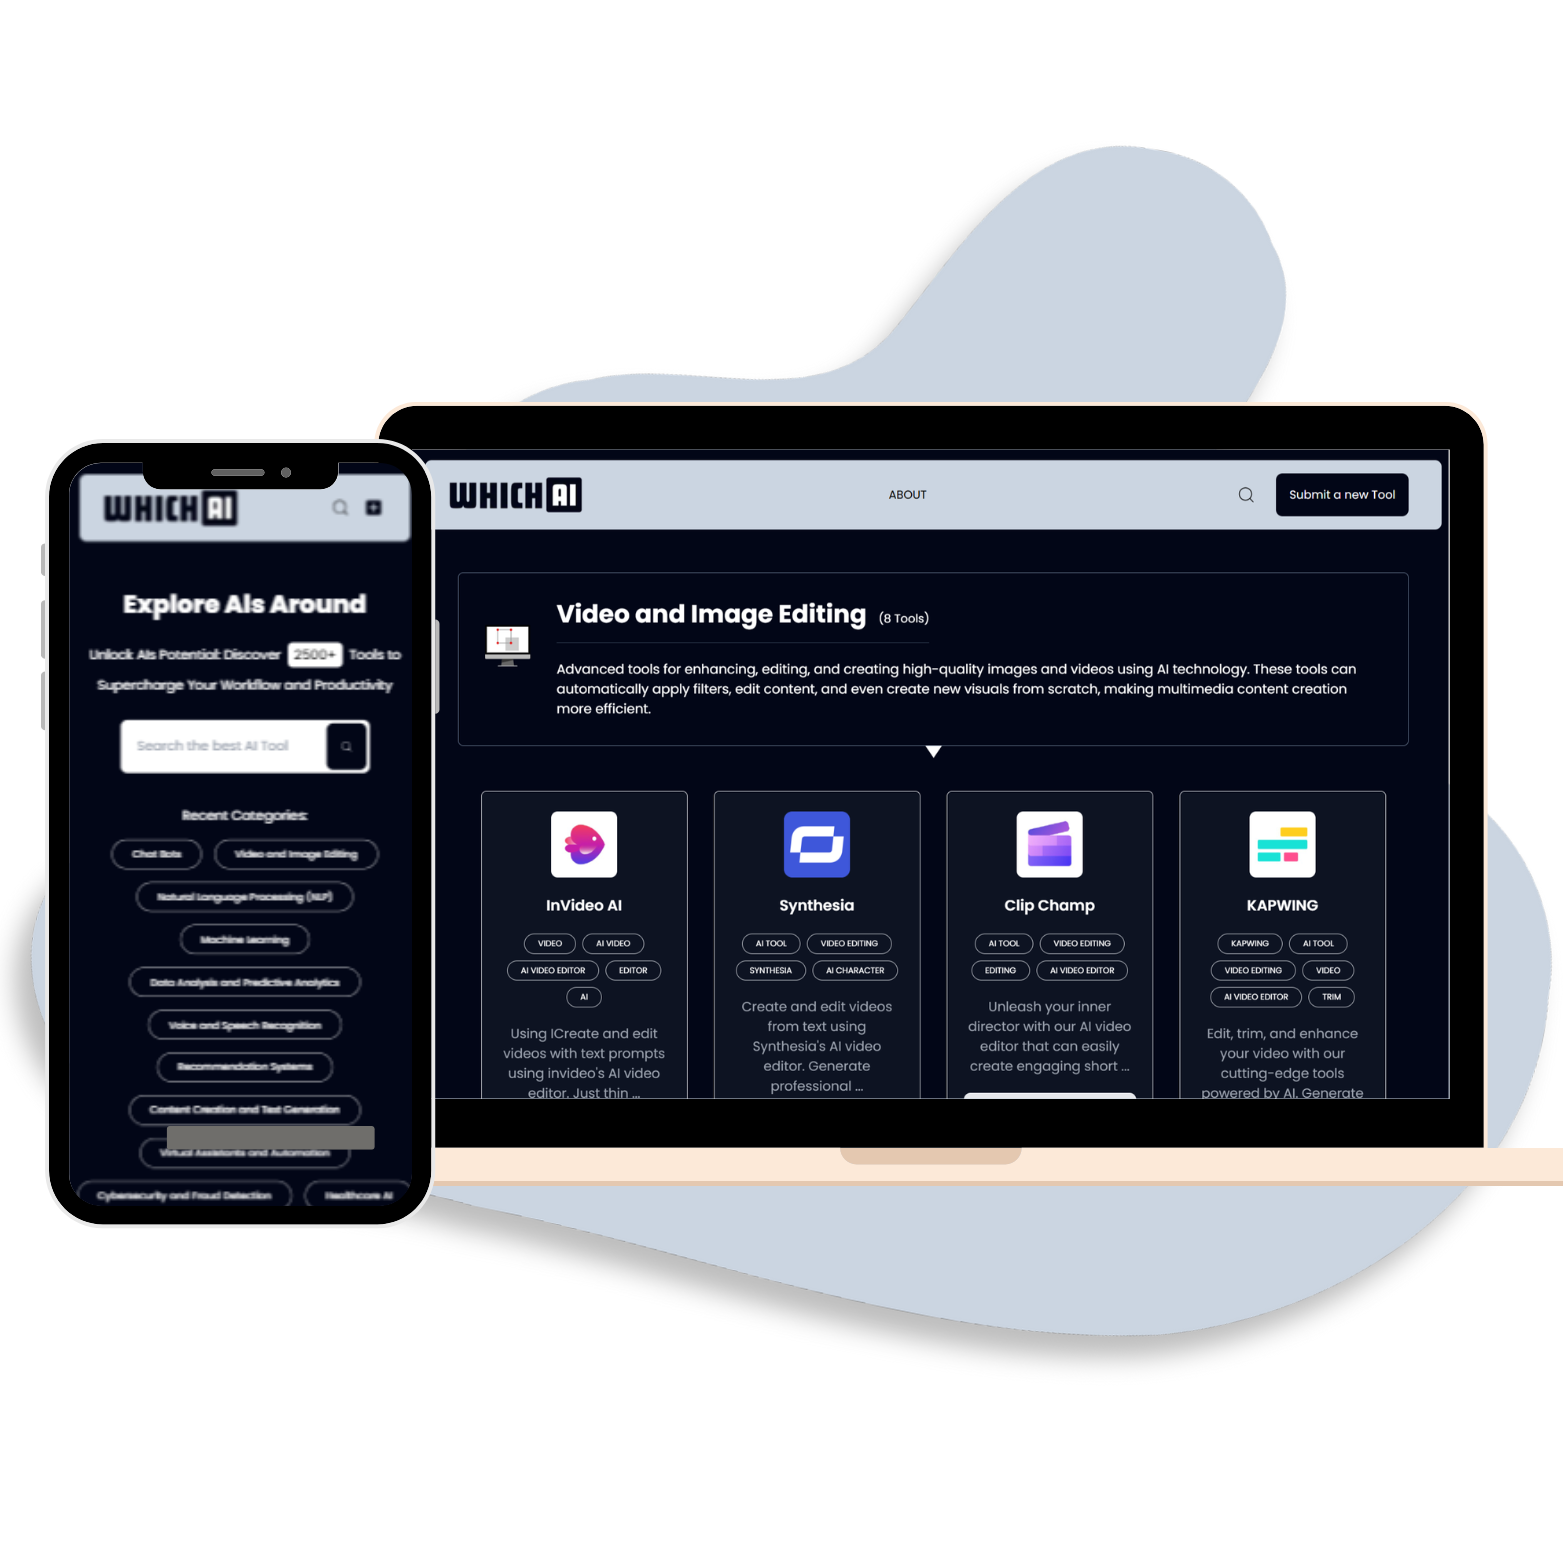 WHICH AI
Explore AIs Around
Unlock AIs Potential: Discover 2500+ Tools to
Supercharge Your Workflow and Productivity
Search the best AI Tool
Recent Categories:
Chat Bots
Video and Image Editing
Natural Language Processing (NLP)
Machine Learning
Data Analysis and Predictive Analytics
Voice and Speech Recognition
Recommendation Systems
Content Creation and Text Generation
Virtual Assistants and Automation
Cybersecurity and Fraud Detection
Healthcare AI
WHICH AI
ABOUT
Submit a new Tool
Video and Image Editing (8 Tools)
Advanced tools for enhancing, editing, and creating high-quality images and videos using AI technology. These tools can
automatically apply filters, edit content, and even create new visuals from scratch, making multimedia content creation
more efficient.
InVideo AI
VIDEO
AI VIDEO
AI VIDEO EDITOR
EDITOR
AI
Using ICreate and edit
videos with text prompts
using invideo's AI video
editor. Just thin ...
Synthesia
AI TOOL
VIDEO EDITING
SYNTHESIA
AI CHARACTER
Create and edit videos
from text using
Synthesia's AI video
editor. Generate
professional ...
Clip Champ
AI TOOL
VIDEO EDITING
EDITING
AI VIDEO EDITOR
Unleash your inner
director with our AI video
editor that can easily
create engaging short ...
KAPWING
KAPWING
AI TOOL
VIDEO EDITING
VIDEO
AI VIDEO EDITOR
TRIM
Edit, trim, and enhance
your video with our
cutting-edge tools
powered by AI. Generate